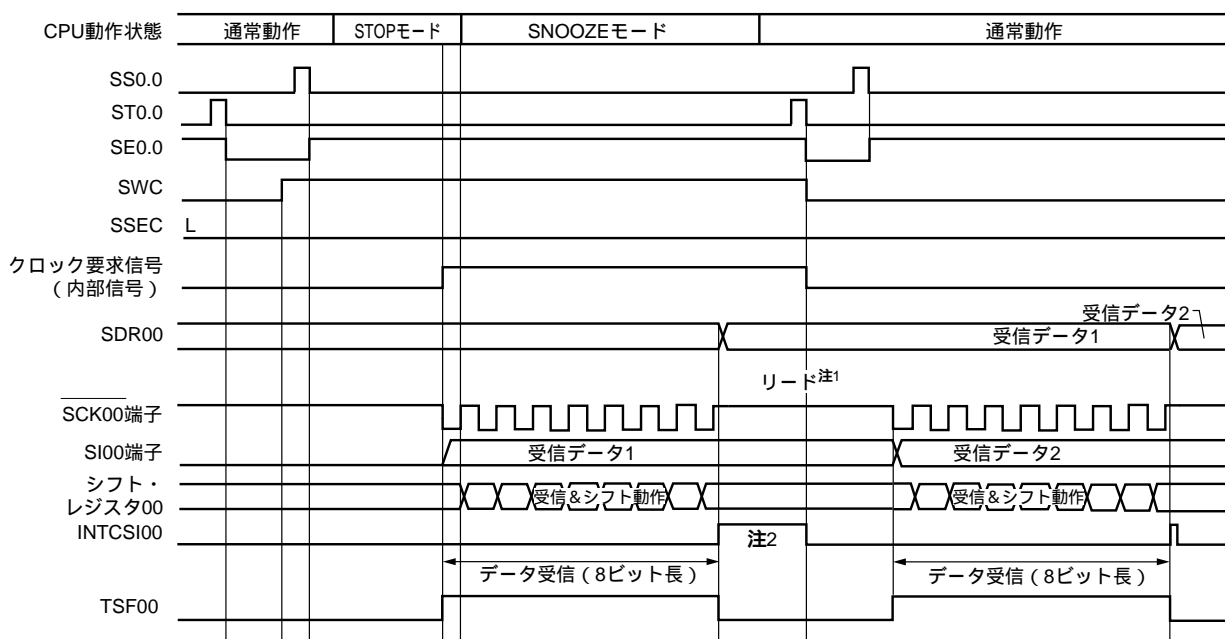 CPU動作状態 通常動作 STOPモード SNOOZEモード 通常動作
SS0.0
ST0.0
SE0.0
SWC
SSEC L
クロック要求信号
(内部信号)
受信データ2
SDR00 受信データ1
リード注1
SCK00端子
SI00端子 受信データ1 受信データ2
シフト・
レジスタ00 受信&シフト動作 受信&シフト動作
INTCSI00 注2
データ受信(8ビット長) データ受信(8ビット長)
TSF00